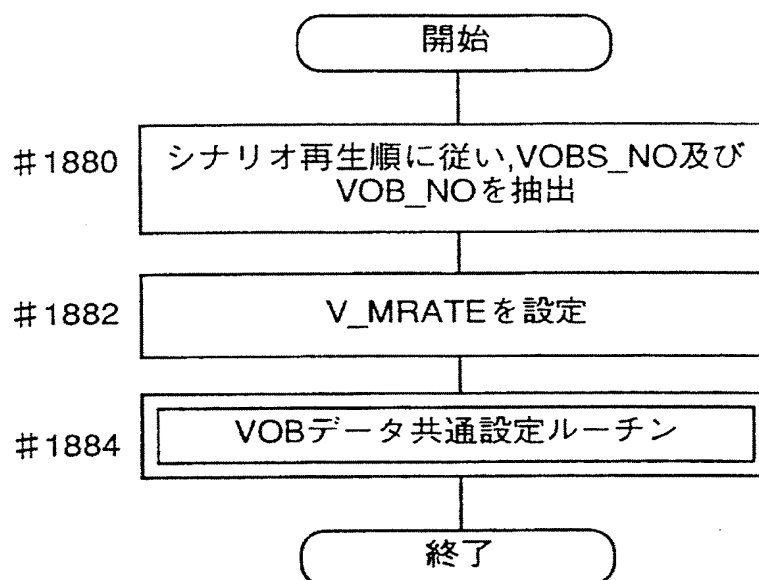 開始
#1880
シナリオ再生順に従い,VOBS_NO及び
VOB_NOを抽出
#1882
V_MRATEを設定
#1884
VOBデータ共通設定ルーチン
終了